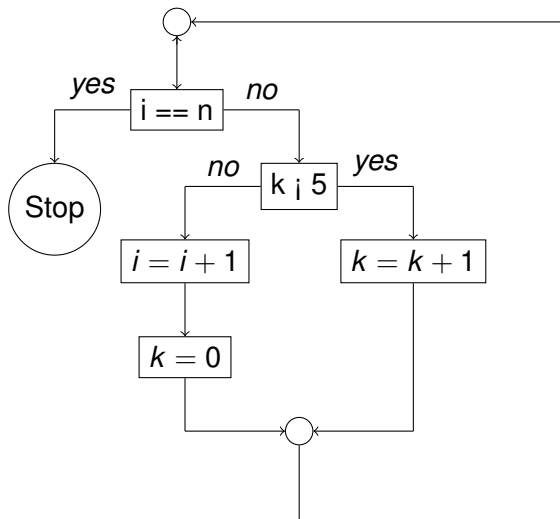 yes
no
i == n
no
yes
k ¡ 5
Stop
i = i + 1
k = k + 1
k = 0